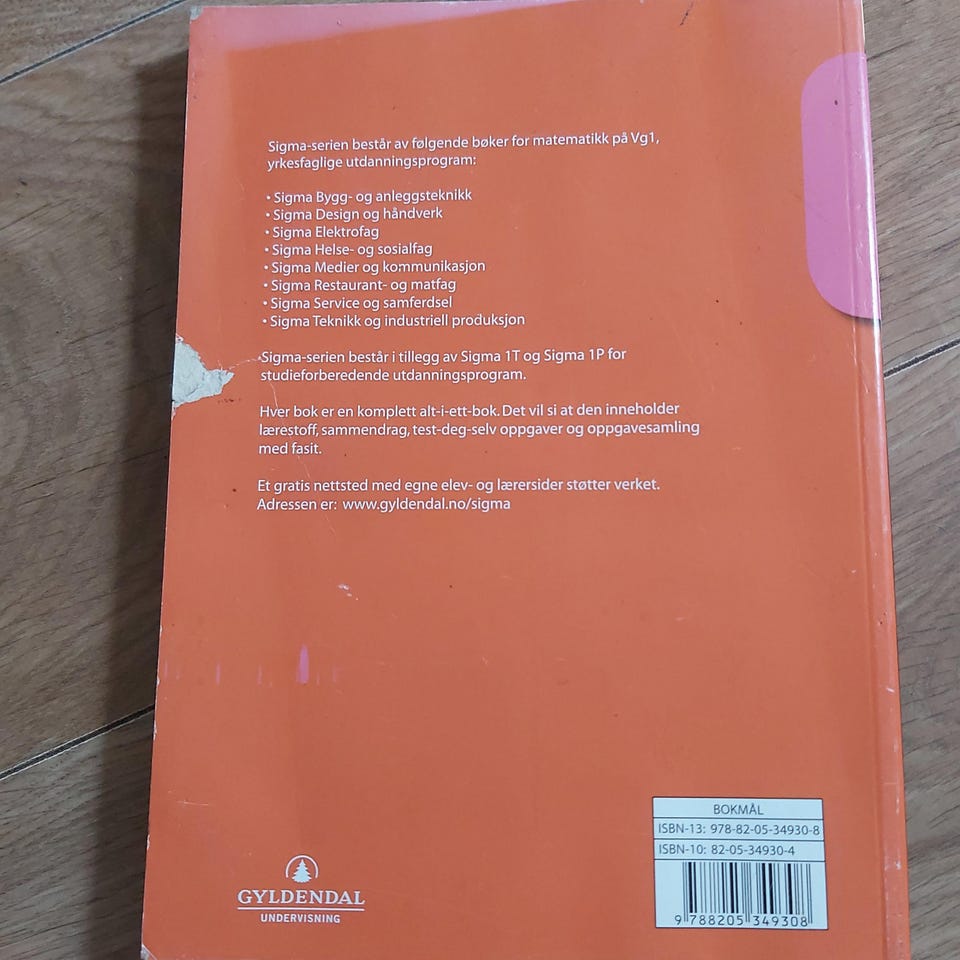 Sigma-serien består av følgende bøker for matematikk på Vg1,
yrkesfaglige utdanningsprogram:
• Sigma Bygg- og anleggsteknikk
• Sigma Design og håndverk
• Sigma Elektrofag
• Sigma Helse- og sosialfag
• Sigma Medier og kommunikasjon
• Sigma Restaurant- og matfag
• Sigma Service og samferdsel
• Sigma Teknikk og industriell produksjon
Sigma-serien består i tillegg av Sigma 1T og Sigma 1P for
studieforberedende utdanningsprogram.
Hver bok er en komplett alt-i-ett-bok. Det vil si at den inneholder
lærestoff, sammendrag, test-deg-selv oppgaver og oppgavesamling
med fasit.
Et gratis nettsted med egne elev- og lærersider støtter verket.
Adressen er: www.gyldendal.no/sigma
GYLDENDAL
UNDERVISNING
BOKMÅL
ISBN-13: 978-82-05-34930-8
ISBN-10: 82-05-34930-4
9 788205 349308